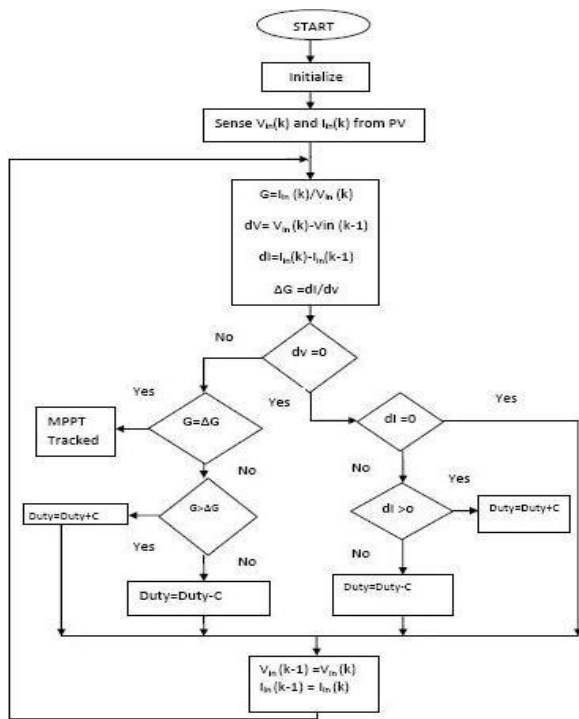 START
Initialize
Sense Vin(k) and Iin(k) from PV
G=Iin (k)/Vin (k)
dV= Vin (k)-Vin (k-1)
dI=Iin(k)-Iin(k-1)
ΔG =dI/dv
No
dv =0
Yes
Yes
Yes
MPPT
Tracked
G=ΔG
dI =0
No
No
Yes
Duty=Duty+C
G>ΔG
dI >0
Duty=Duty+C
Yes
No
No
Duty=Duty-C
Duty=Duty-C
Vin (k-1) =Vin (k)
Iin (k-1) = Iin (k)